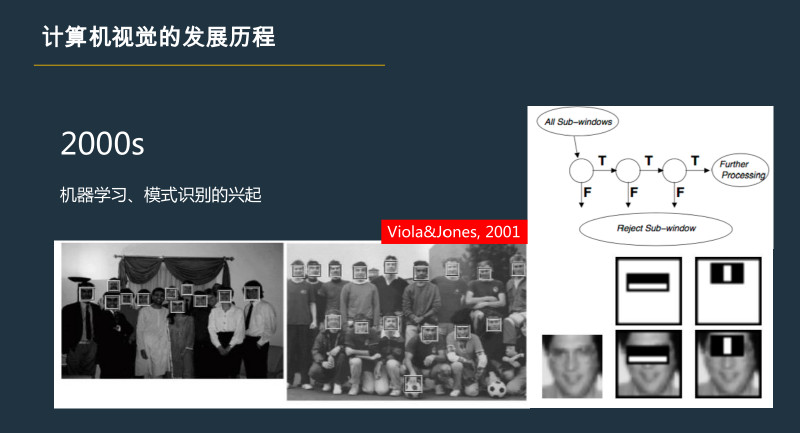 计算机视觉的发展历程
2000s
机器学习、模式识别的兴起
Viola&Jones, 2001
All Sub-windows
T
T
T
Further
Processing
F
F
F
Reject Sub-window